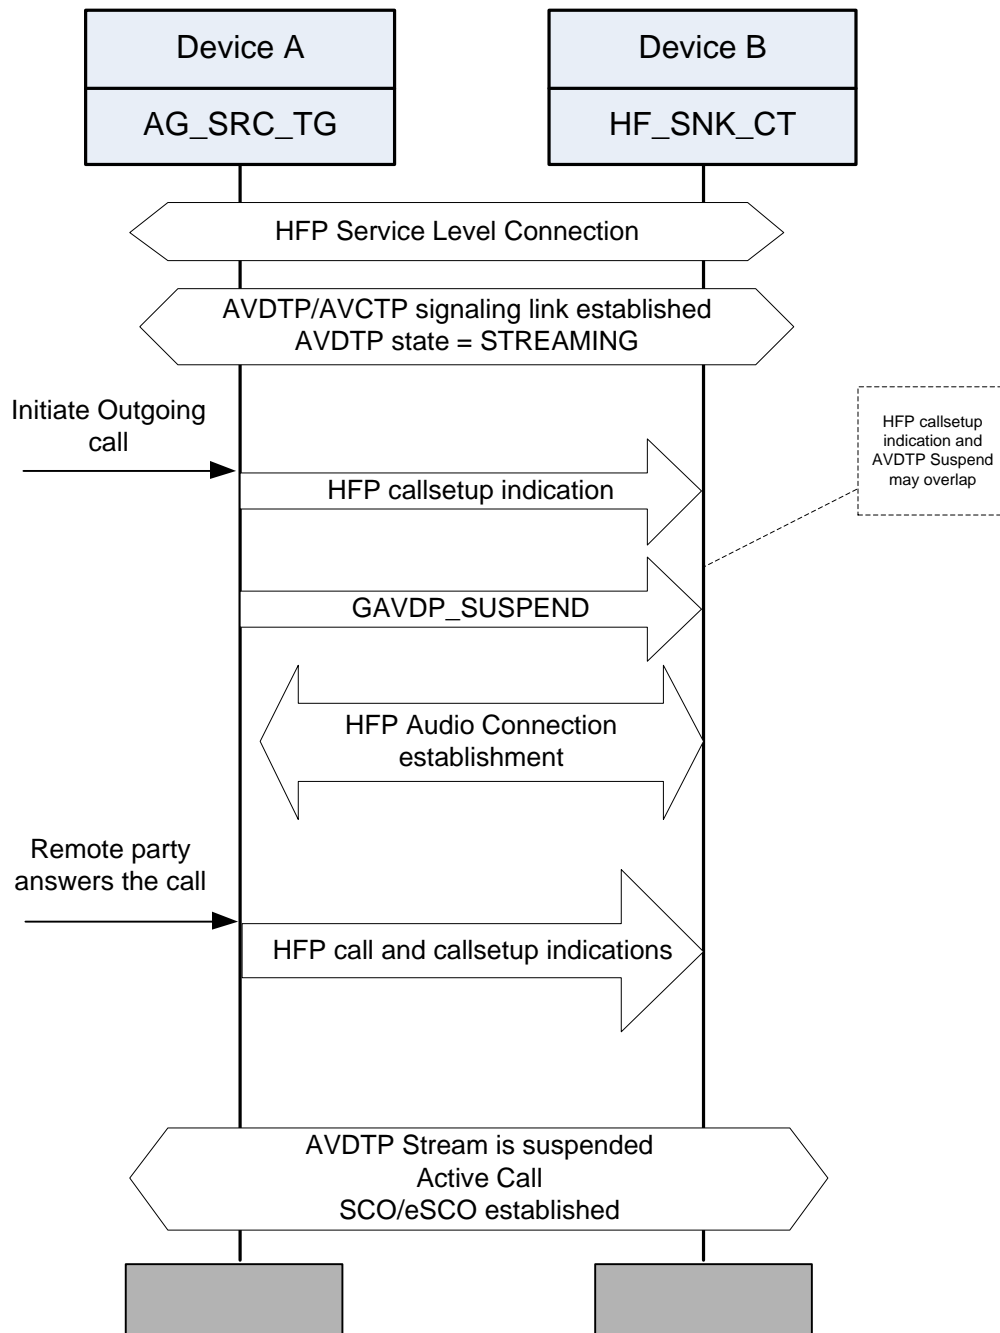 Device A
Device B
AG_SRC_TG
HF_SNK_CT
HFP Service Level Connection
AVDTP/AVCTP signaling link established
AVDTP state = STREAMING
Initiate Outgoing
call
HFP callsetup
indication and
AVDTP Suspend
may overlap
HFP callsetup indication
GAVDP_SUSPEND
HFP Audio Connection
establishment
Remote party
answers the call
HFP call and callsetup indications
AVDTP Stream is suspended
Active Call
SCO/eSCO established